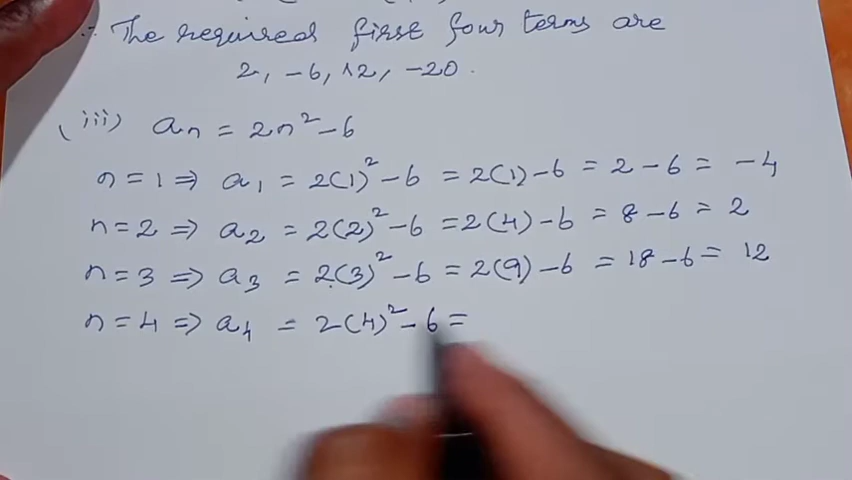 ∴ The required first four terms are
2, -6, 12, -20.
(iii) aₙ = 2n² - 6
n = 1 ⇒ a₁ = 2(1)² - 6 = 2(1) - 6 = 2 - 6 = -4
n = 2 ⇒ a₂ = 2(2)² - 6 = 2(4) - 6 = 8 - 6 = 2
n = 3 ⇒ a₃ = 2(3)² - 6 = 2(9) - 6 = 18 - 6 = 12
n = 4 ⇒ a₄ = 2(4)² - 6 =